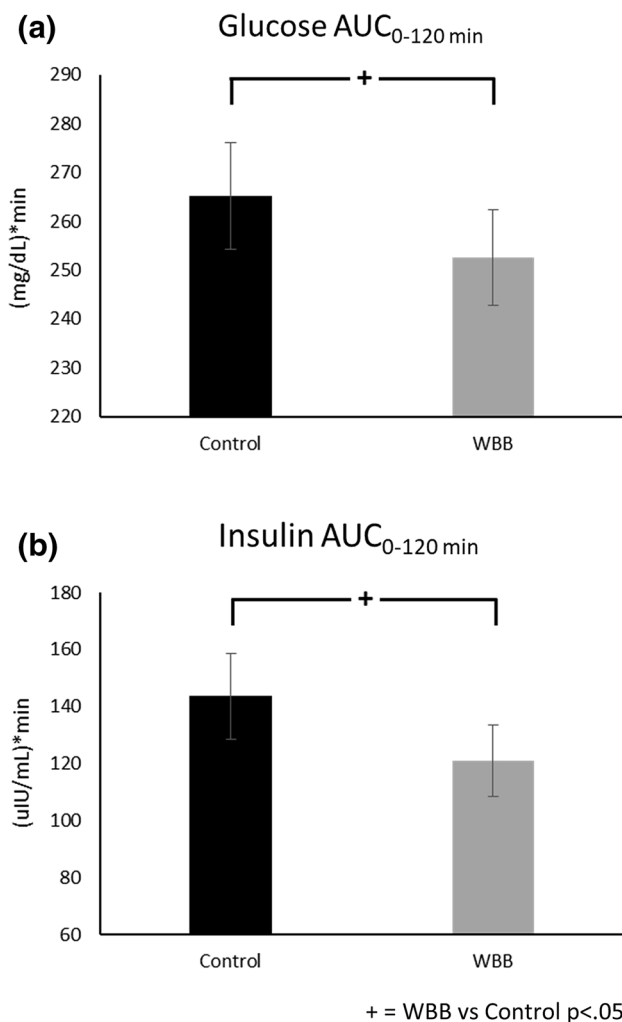 (a)
Glucose AUC0-120 min
+
290
280
270
260
250
240
230
220
(mg/dL)*min
Control WBB
(b)
Insulin AUC0-120 min
+
180
160
140
120
100
80
60
(uIU/mL)*min
Control WBB
+ = WBB vs Control p<.05